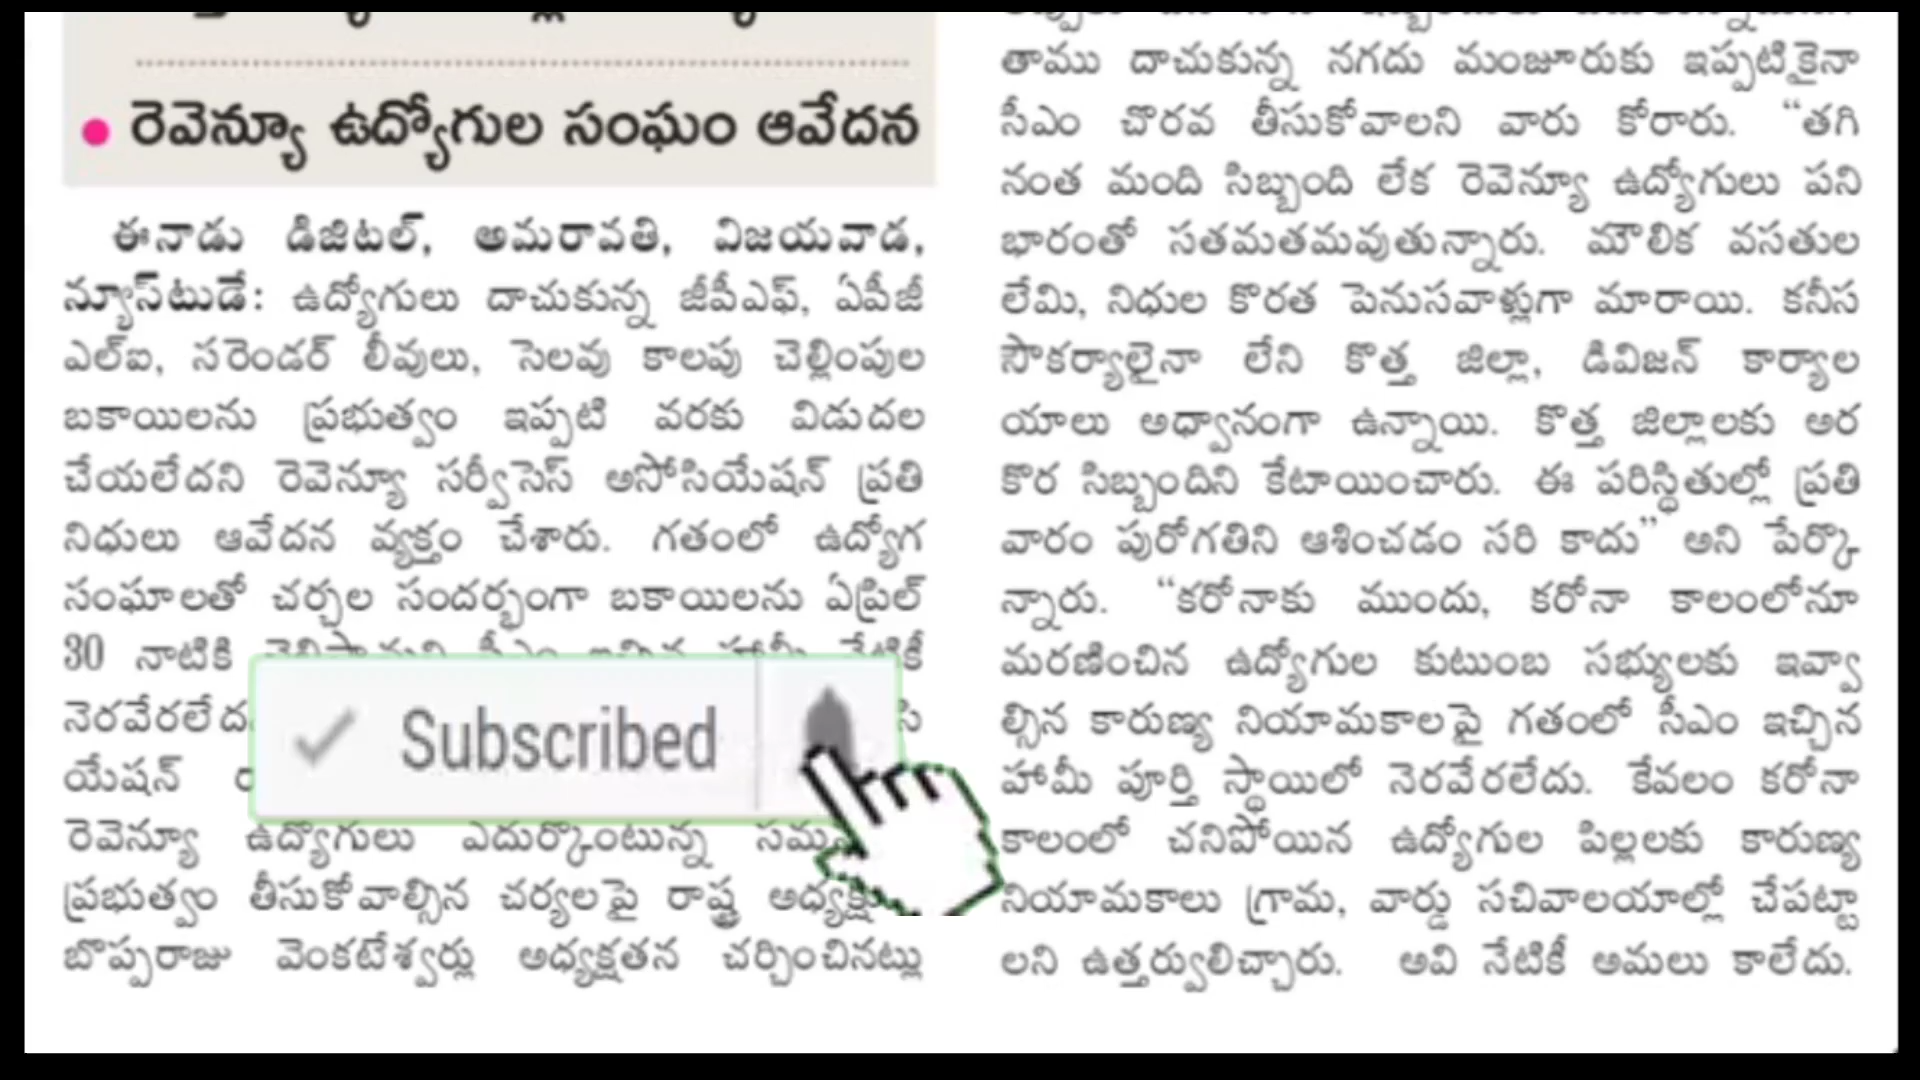 రెవెన్యూ ఉద్యోగుల సంఘం ఆవేదన
ఈనాడు డిజిటల్, అమరావతి, విజయవాడ,
న్యూస్‌టుడే: ఉద్యోగులు దాచుకున్న జీపీఎఫ్, ఏపీజీ
ఎల్ఐ, సరెండర్ లీవులు, సెలవు కాలపు చెల్లింపుల
బకాయిలను ప్రభుత్వం ఇప్పటి వరకు విడుదల
చేయలేదని రెవెన్యూ సర్వీసెస్ అసోసియేషన్ ప్రతి
నిధులు ఆవేదన వ్యక్తం చేశారు. గతంలో ఉద్యోగ
సంఘాలతో చర్చల సందర్భంగా బకాయిలను ఏప్రిల్
30 నాటికి
నెరవేరలేద
యేషన్
Subscribed
రెవెన్యూ ఉద్యోగులు ఎదుర్కొంటున్న
ప్రభుత్వం తీసుకోవాల్సిన చర్యలపై రాష్ట్ర
బొప్పరాజు వెంకటేశ్వర్లు అధ్యక్షతన చర్చించినట్లు
తాము దాచుకున్న నగదు మంజూరుకు ఇప్పటికైనా
సీఎం చొరవ తీసుకోవాలని వారు కోరారు. “తగి
నంత మంది సిబ్బంది లేక రెవెన్యూ ఉద్యోగులు పని
భారంతో సతమతమవుతున్నారు. మౌలిక వసతుల
లేమి, నిధుల కొరత పెనుసవాళ్లుగా మారాయి. కనీస
సౌకర్యాలైనా లేని కొత్త జిల్లా, డివిజన్ కార్యాల
యాలు అధ్వానంగా ఉన్నాయి. కొత్త జిల్లాలకు అర
కొర సిబ్బందిని కేటాయించారు. ఈ పరిస్థితుల్లో ప్రతి
వారం పురోగతిని ఆశించడం సరి కాదు” అని పేర్కొ
న్నారు. “కరోనాకు ముందు, కరోనా కాలంలోనూ
మరణించిన ఉద్యోగుల కుటుంబ సభ్యులకు ఇవ్వా
ల్సిన కారుణ్య నియామకాలపై గతంలో సీఎం ఇచ్చిన
హామీ పూర్తి స్థాయిలో నెరవేరలేదు. కేవలం కరోనా
కాలంలో చనిపోయిన ఉద్యోగుల పిల్లలకు కారుణ్య
నియామకాలు గ్రామ, వార్డు సచివాలయాల్లో చేపట్టా
లని ఉత్తర్వులిచ్చారు. అవి నేటికీ అమలు కాలేదు.